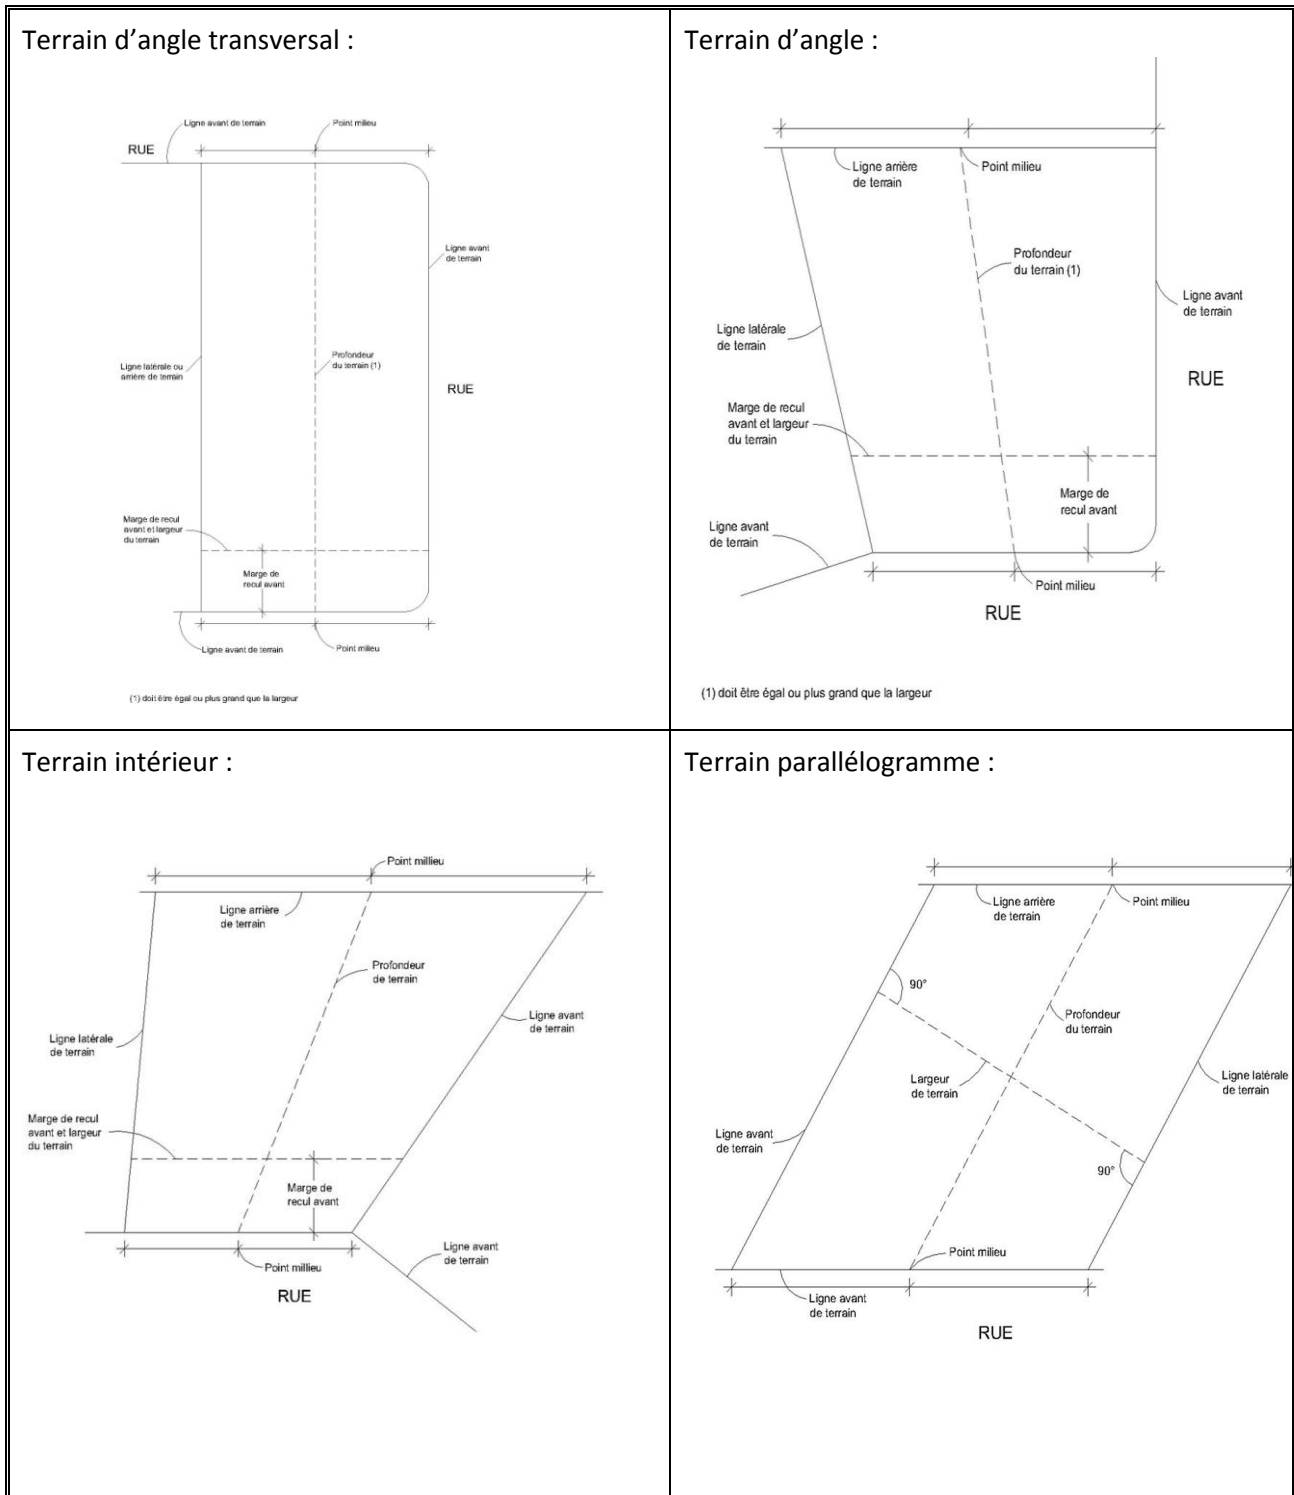 Terrain d’angle transversal :
Ligne avant de terrain
Point milieu
RUE
Ligne avant
de terrain
Ligne latérale ou
arrière de terrain
Profondeur
du terrain (1)
RUE
Marge de recul
avant et largeur
du terrain
Marge de
recul avant
Ligne avant de terrain
Point milieu
(1) doit être égal ou plus grand que la largeur
Terrain d’angle :
Ligne arrière
de terrain
Point milieu
Profondeur
du terrain (1)
Ligne avant
de terrain
Ligne latérale
de terrain
RUE
Marge de recul
avant et largeur
du terrain
Marge de
recul avant
Ligne avant
de terrain
Point milieu
RUE
(1) doit être égal ou plus grand que la largeur
Terrain intérieur :
Point millieu
Ligne arrière
de terrain
Profondeur
de terrain
Ligne avant
de terrain
Ligne latérale
de terrain
Marge de recul
avant et largeur
du terrain
Marge de
recul avant
Ligne avant
de terrain
Point millieu
RUE
Terrain parallélogramme :
Ligne arrière
de terrain
Point milieu
90°
Profondeur
du terrain
Largeur
de terrain
Ligne latérale
de terrain
Ligne avant
de terrain
90°
Point milieu
Ligne avant
de terrain
RUE